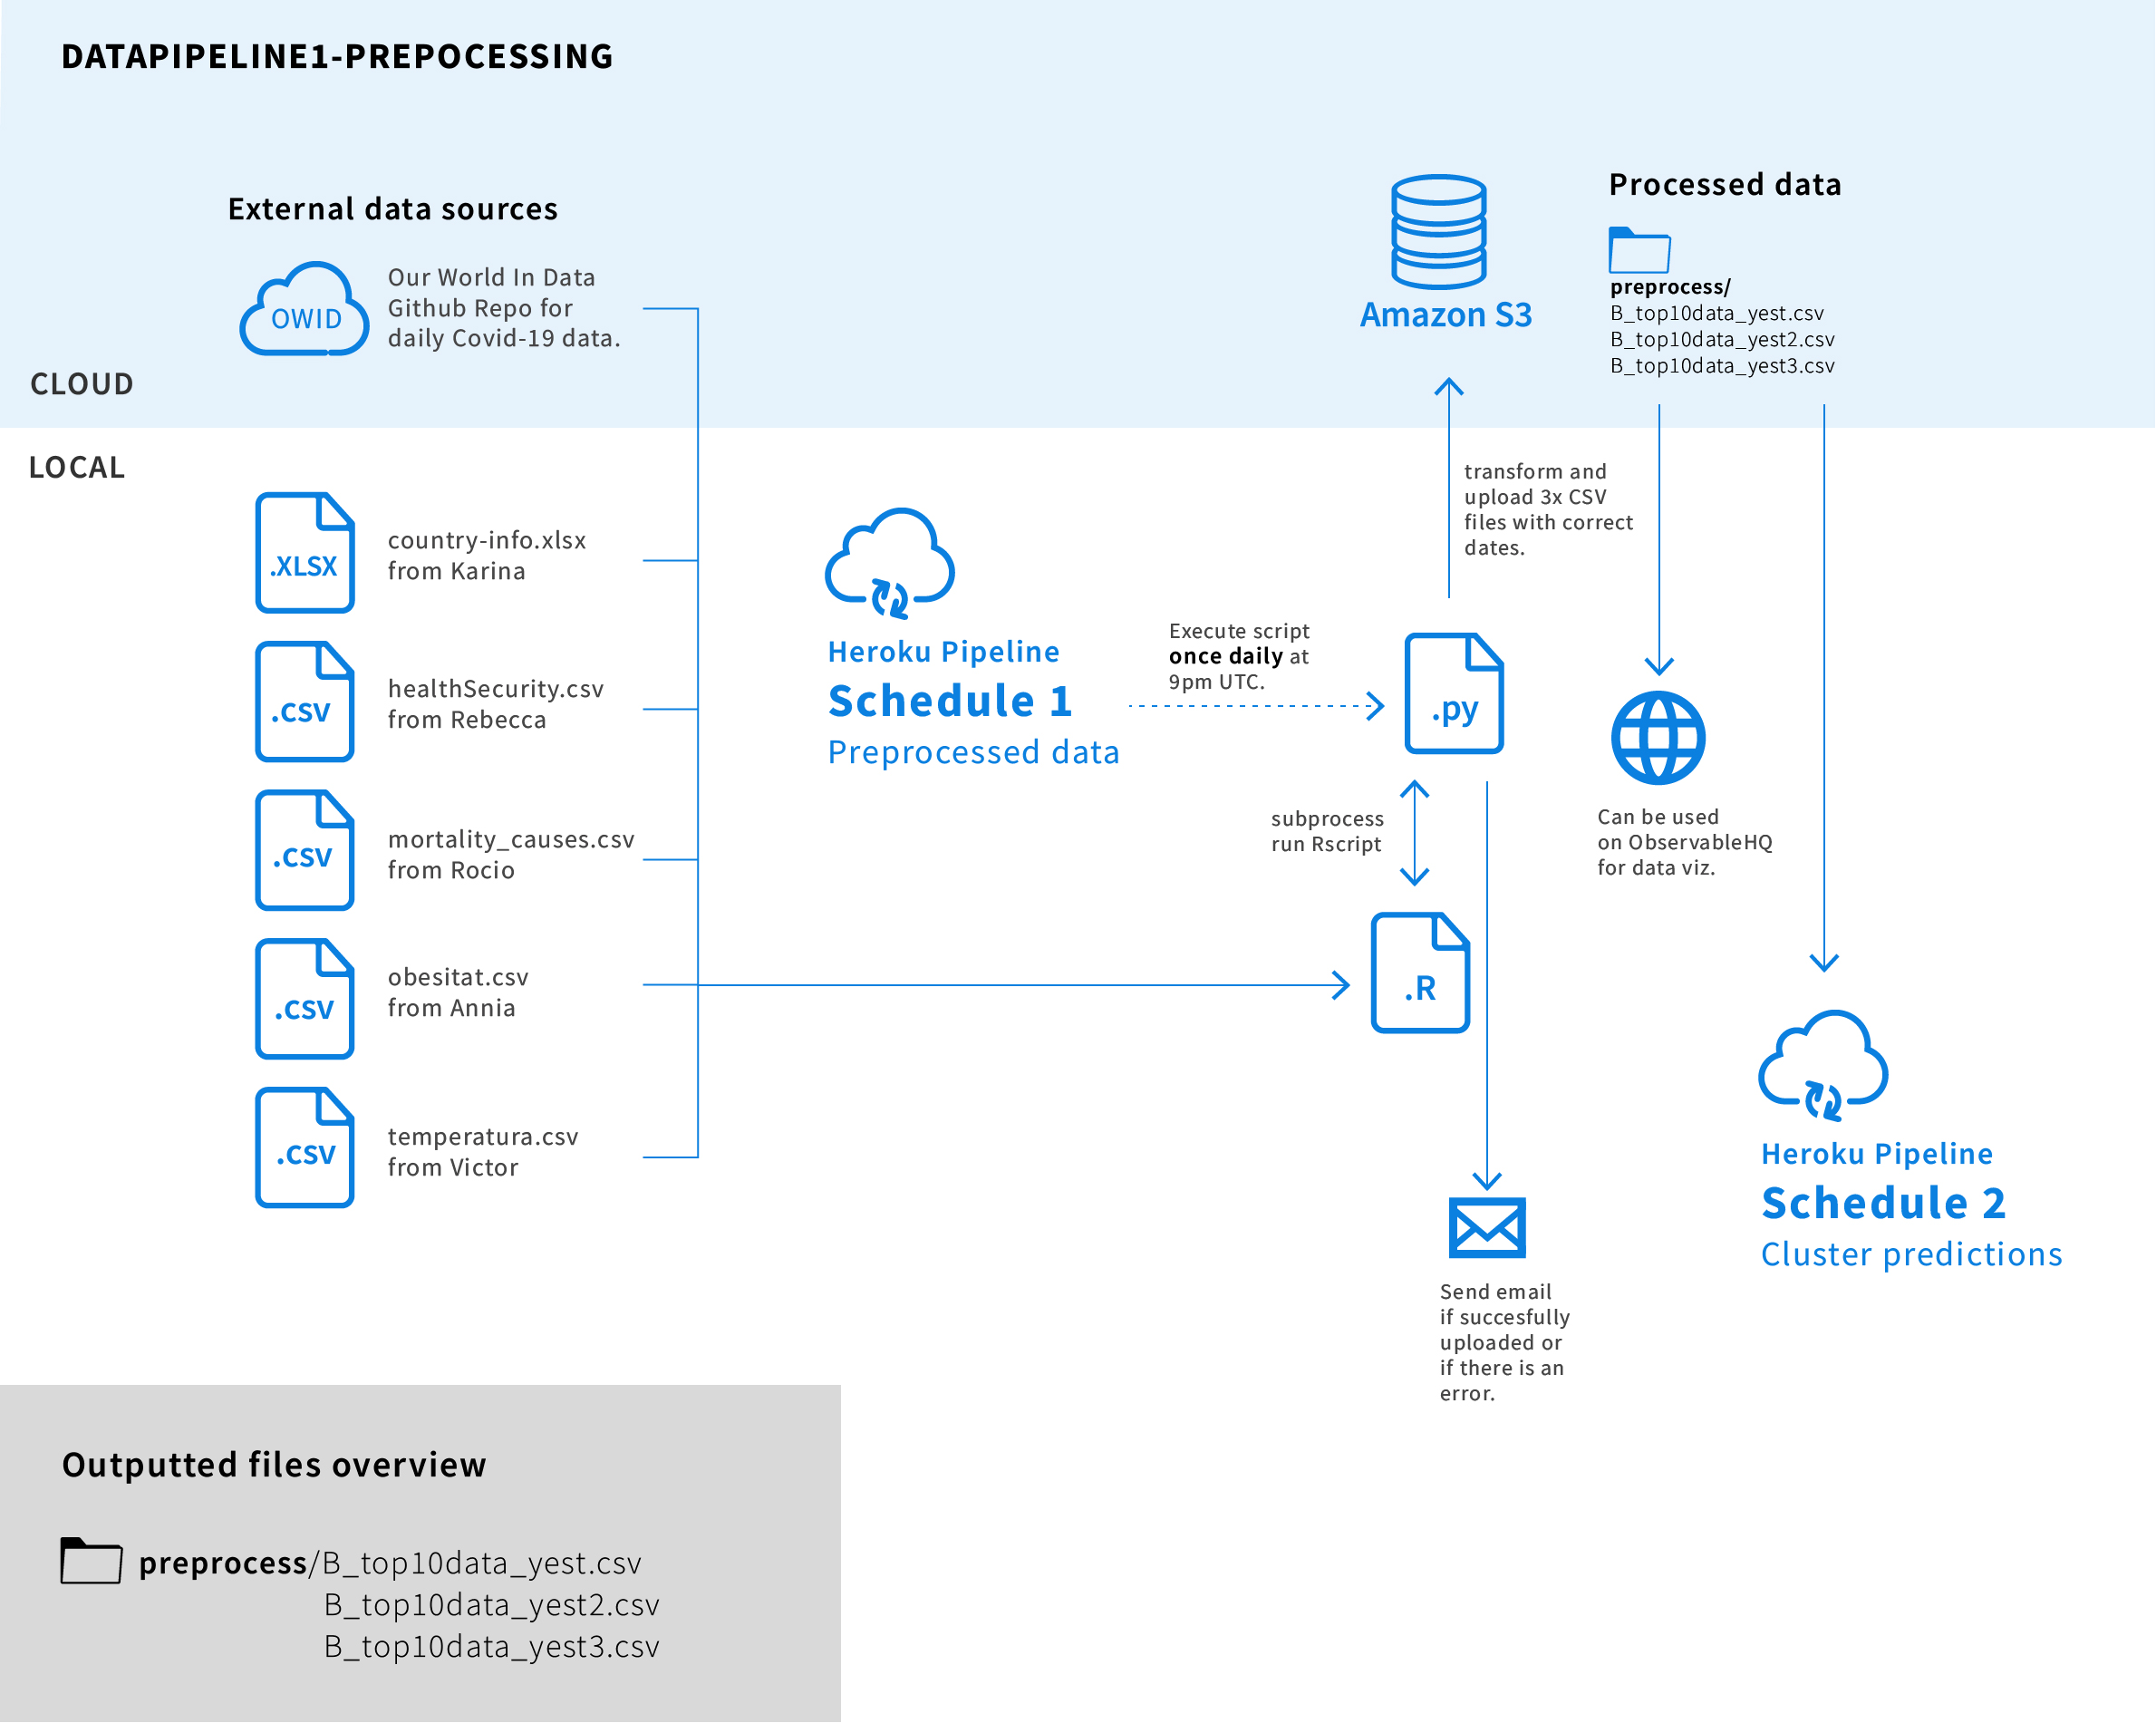 DATAPIPELINE1-PREPOCESSING
External data sources
OWID
Our World In Data
Github Repo for
daily Covid-19 data.
CLOUD
Amazon S3
Processed data
preprocess/
B_top10data_yest.csv
B_top10data_yest2.csv
B_top10data_yest3.csv
LOCAL
.XLSX
country-info.xlsx
from Karina
.CSV
healthSecurity.csv
from Rebecca
.CSV
mortality_causes.csv
from Rocio
.CSV
obesitat.csv
from Annia
.CSV
temperatura.csv
from Victor
Heroku Pipeline
Schedule 1
Preprocessed data
Execute script
once daily at
9pm UTC.
transform and
upload 3x CSV
files with correct
dates.
.py
subprocess
run Rscript
.R
Can be used
on ObservableHQ
for data viz.
Send email
if succesfully
uploaded or
if there is an
error.
Heroku Pipeline
Schedule 2
Cluster predictions
Outputted files overview
preprocess/B_top10data_yest.csv
B_top10data_yest2.csv
B_top10data_yest3.csv